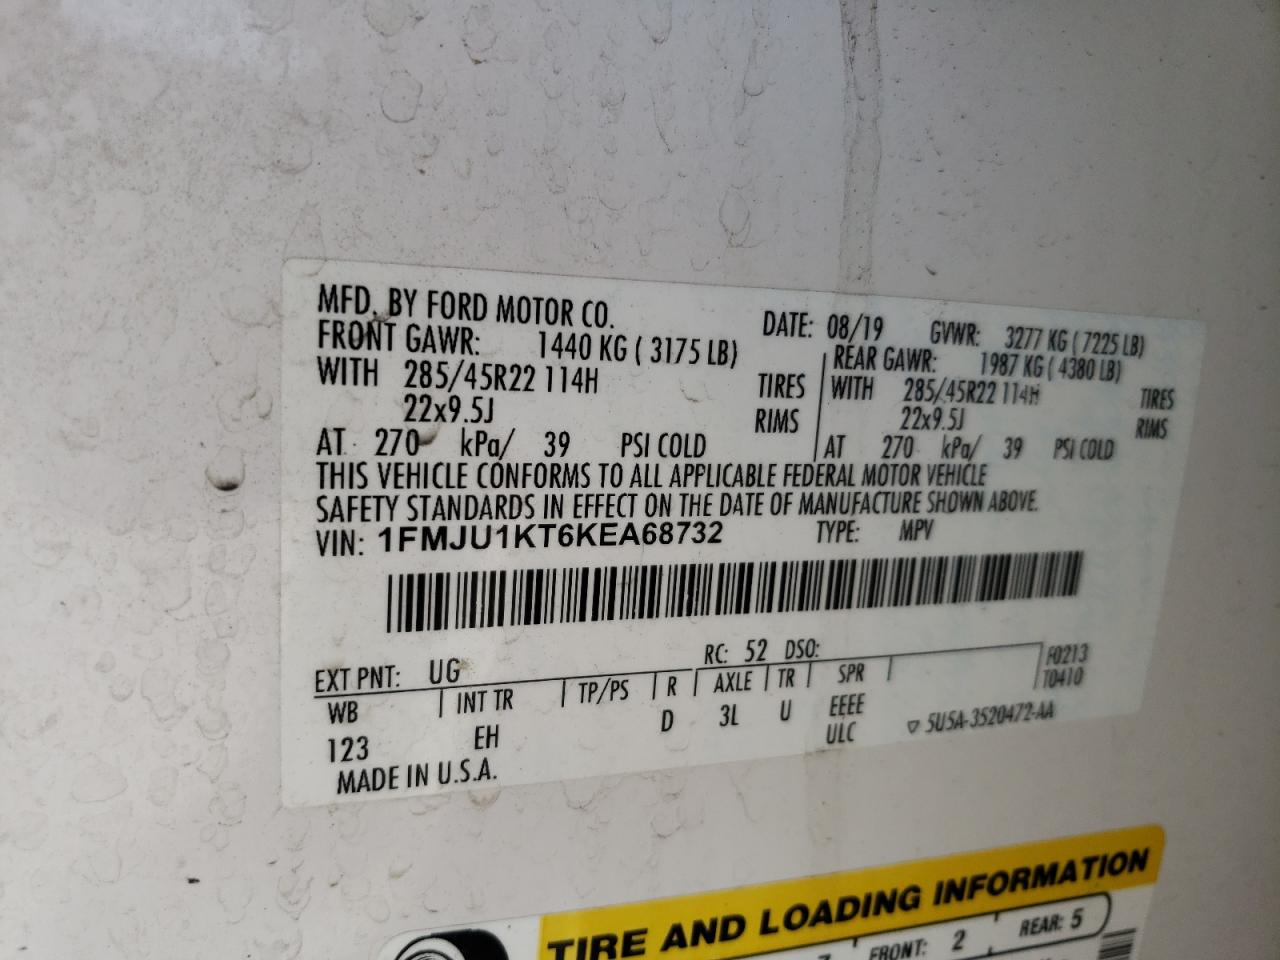 MFD. BY FORD MOTOR CO. DATE: 08/19 GVWR: 3277 KG ( 7225 LB)
FRONT GAWR: 1440 KG ( 3175 LB) REAR GAWR: 1987 KG ( 4380 LB)
WITH 285/45R22 114H TIRES WITH 285/45R22 114H TIRES
22x9.5J RIMS 22x9.5J RIMS
AT 270 kPa/ 39 PSI COLD AT 270 kPa/ 39 PSI COLD
THIS VEHICLE CONFORMS TO ALL APPLICABLE FEDERAL MOTOR VEHICLE
SAFETY STANDARDS IN EFFECT ON THE DATE OF MANUFACTURE SHOWN ABOVE.
VIN: 1FMJU1KT6KEA68732 TYPE: MPV
EXT PNT: UG RC: 52 DSO: F0213
WB INT TR TP/PS R AXLE TR SPR T0410
123 EH D 3L U EEEE
ULC ▽ 5U5A-3520472-AA
MADE IN U.S.A.
TIRE AND LOADING INFORMATION
FRONT: 2 REAR: 5